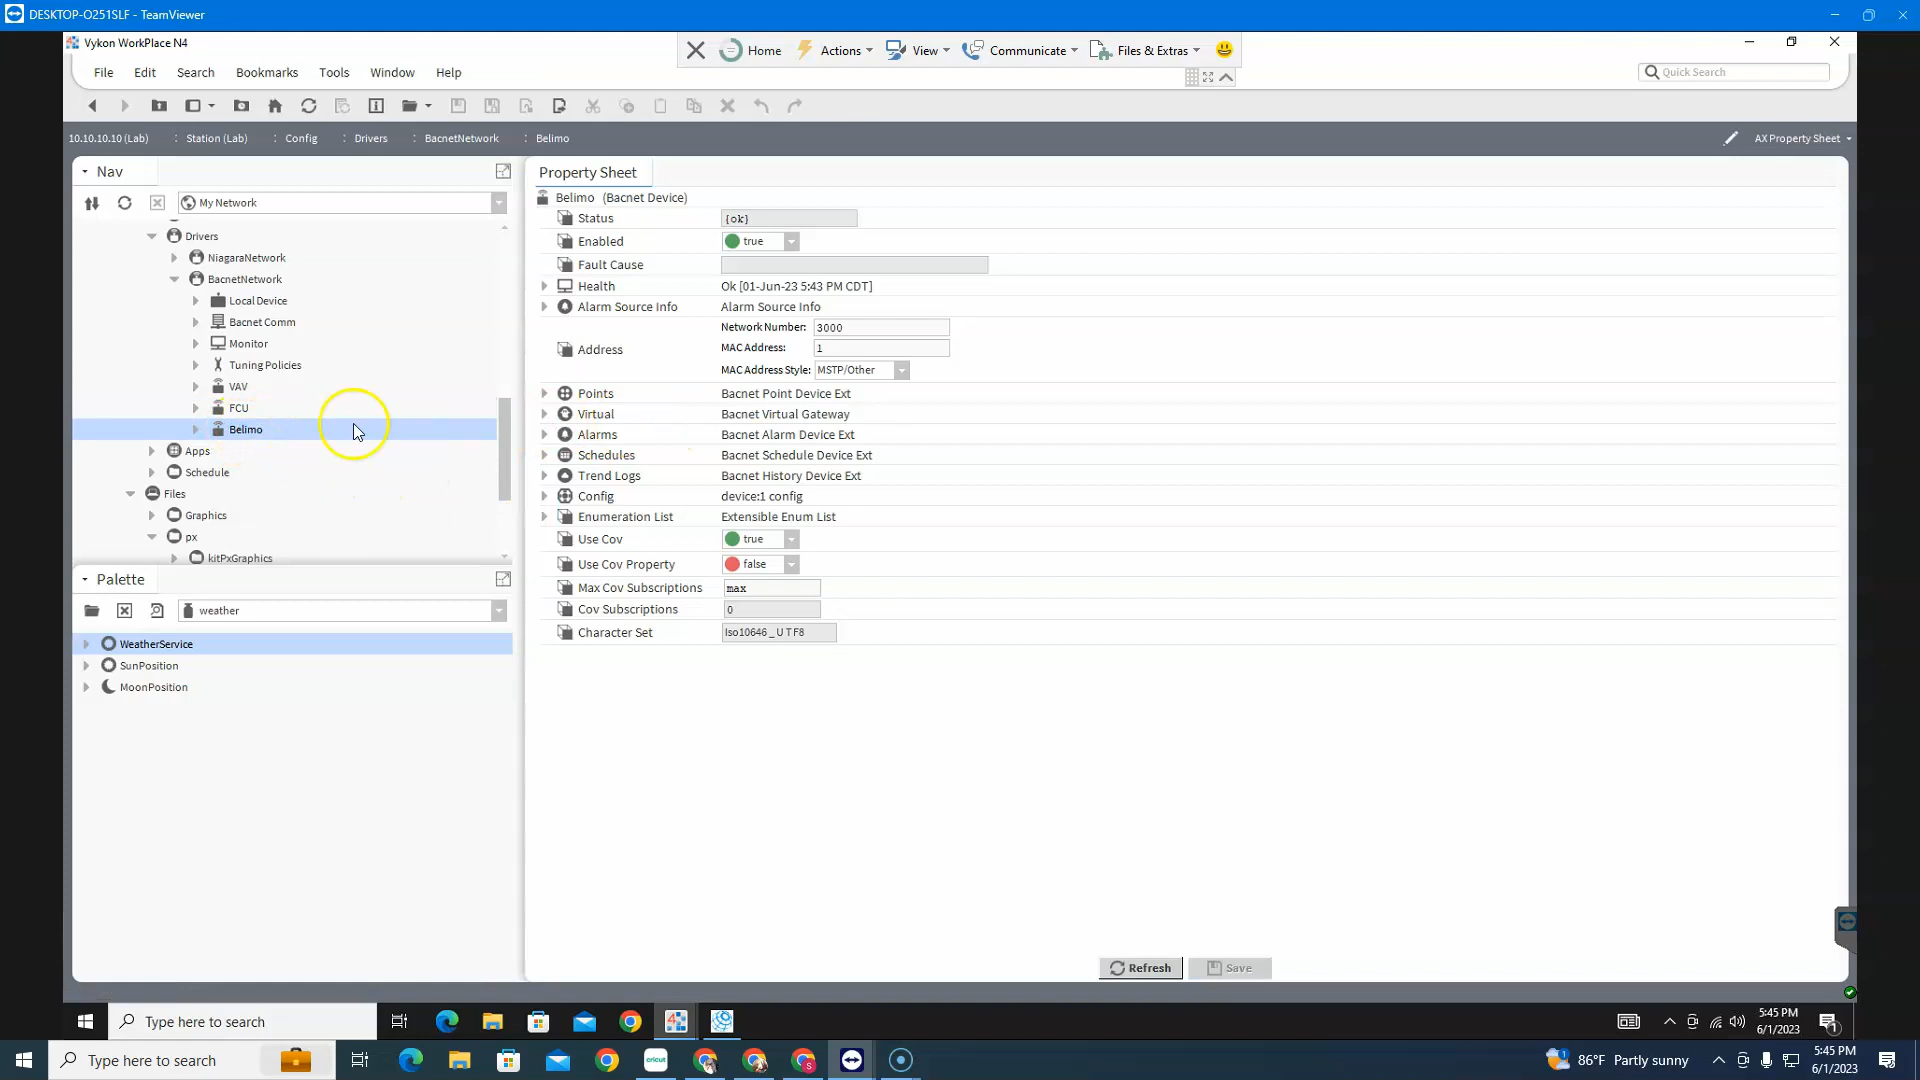 DESKTOP-O251SLF - TeamViewer
Vykon WorkPlace N4
Home Actions View Communicate Files & Extras
File Edit Search Bookmarks Tools Window Help
Quick Search
10.10.10.10 (Lab) : Station (Lab) : Config : Drivers : BacnetNetwork : Belimo
AX Property Sheet
Nav
My Network
Drivers
NiagaraNetwork
BacnetNetwork
Local Device
Bacnet Comm
Monitor
Tuning Policies
VAV
FCU
Belimo
Apps
Schedule
Files
Graphics
px
kitPxGraphics
Palette
weather
WeatherService
SunPosition
MoonPosition
Property Sheet
Belimo (Bacnet Device)
Status {ok}
Enabled true
Fault Cause
Health Ok [01-Jun-23 5:43 PM CDT]
Alarm Source Info Alarm Source Info
Network Number: 3000
Address MAC Address: 1
MAC Address Style: MSTP/Other
Points Bacnet Point Device Ext
Virtual Bacnet Virtual Gateway
Alarms Bacnet Alarm Device Ext
Schedules Bacnet Schedule Device Ext
Trend Logs Bacnet History Device Ext
Config device:1 config
Enumeration List Extensible Enum List
Use Cov true
Use Cov Property false
Max Cov Subscriptions max
Cov Subscriptions 0
Character Set Iso10646_UTF8
Refresh Save
Type here to search
5:45 PM
6/1/2023
1
Type here to search
cricut
S
1
86°F Partly sunny
5:45 PM
6/1/2023